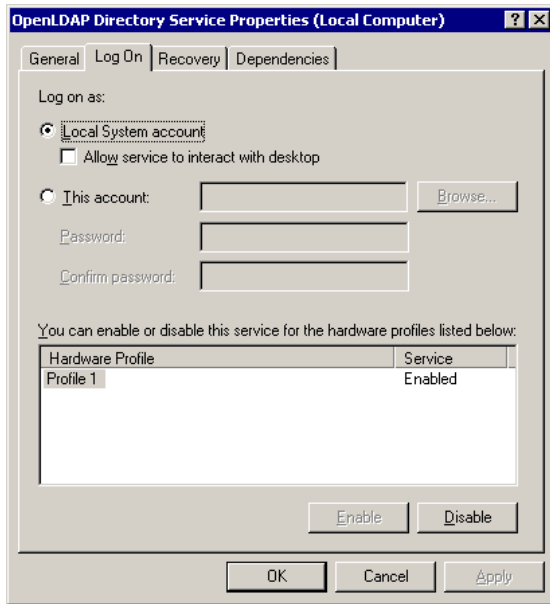 OpenLDAP Directory Service Properties (Local Computer)
General Log On Recovery Dependencies
Log on as:
Local System account
Allow service to interact with desktop
This account: Browse...
Password:
Confirm password:
You can enable or disable this service for the hardware profiles listed below:
Hardware Profile Service
Profile 1 Enabled
Enable Disable
OK Cancel Apply